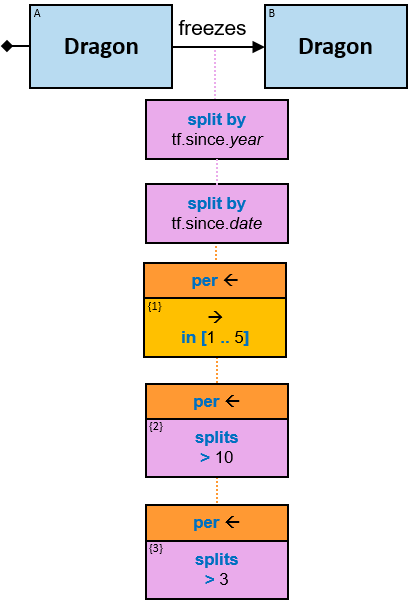 A
Dragon
freezes
B
Dragon
split by
tf.since.year
split by
tf.since.date
per ←
{1}
→
in [1 .. 5]
per ←
{2}
splits
> 10
per ←
{3}
splits
> 3